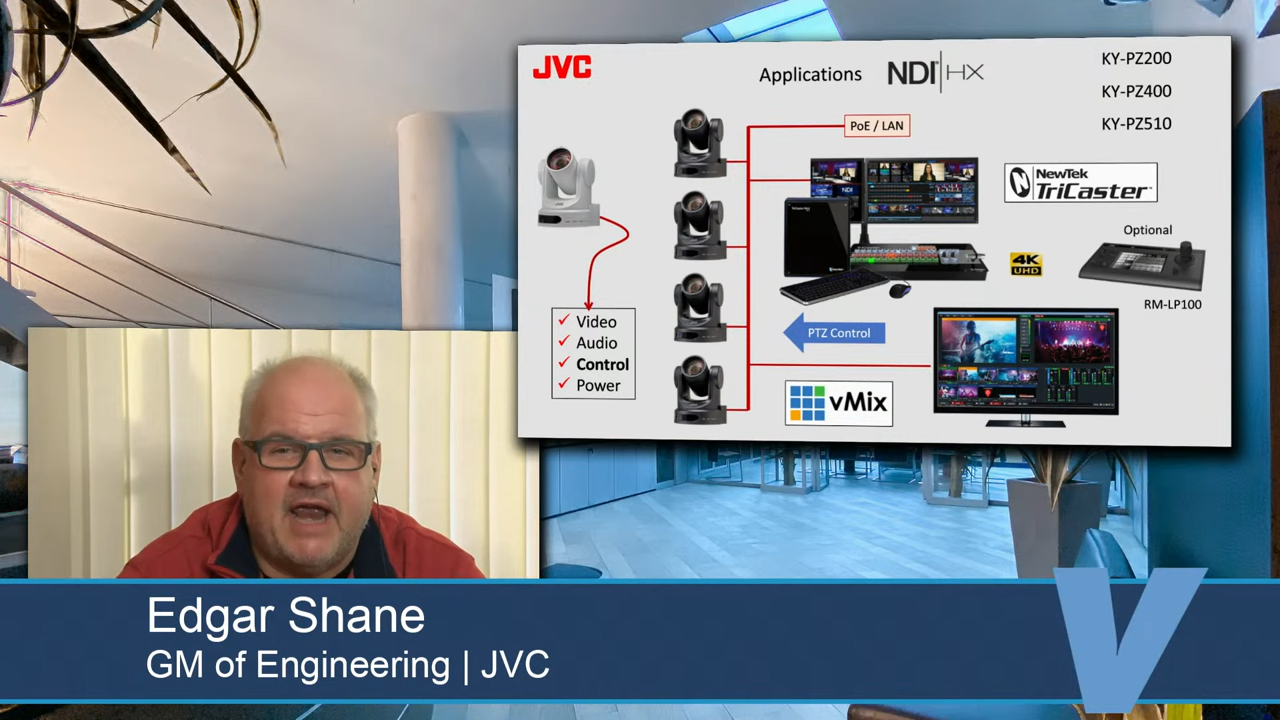 JVC
Applications
NDI|HX
KY-PZ200
KY-PZ400
KY-PZ510
PoE / LAN
NDI
NewTek
TriCaster
Optional
4K
UHD
RM-LP100
Video
Audio
Control
Power
PTZ Control
vMix
Edgar Shane
GM of Engineering | JVC
V